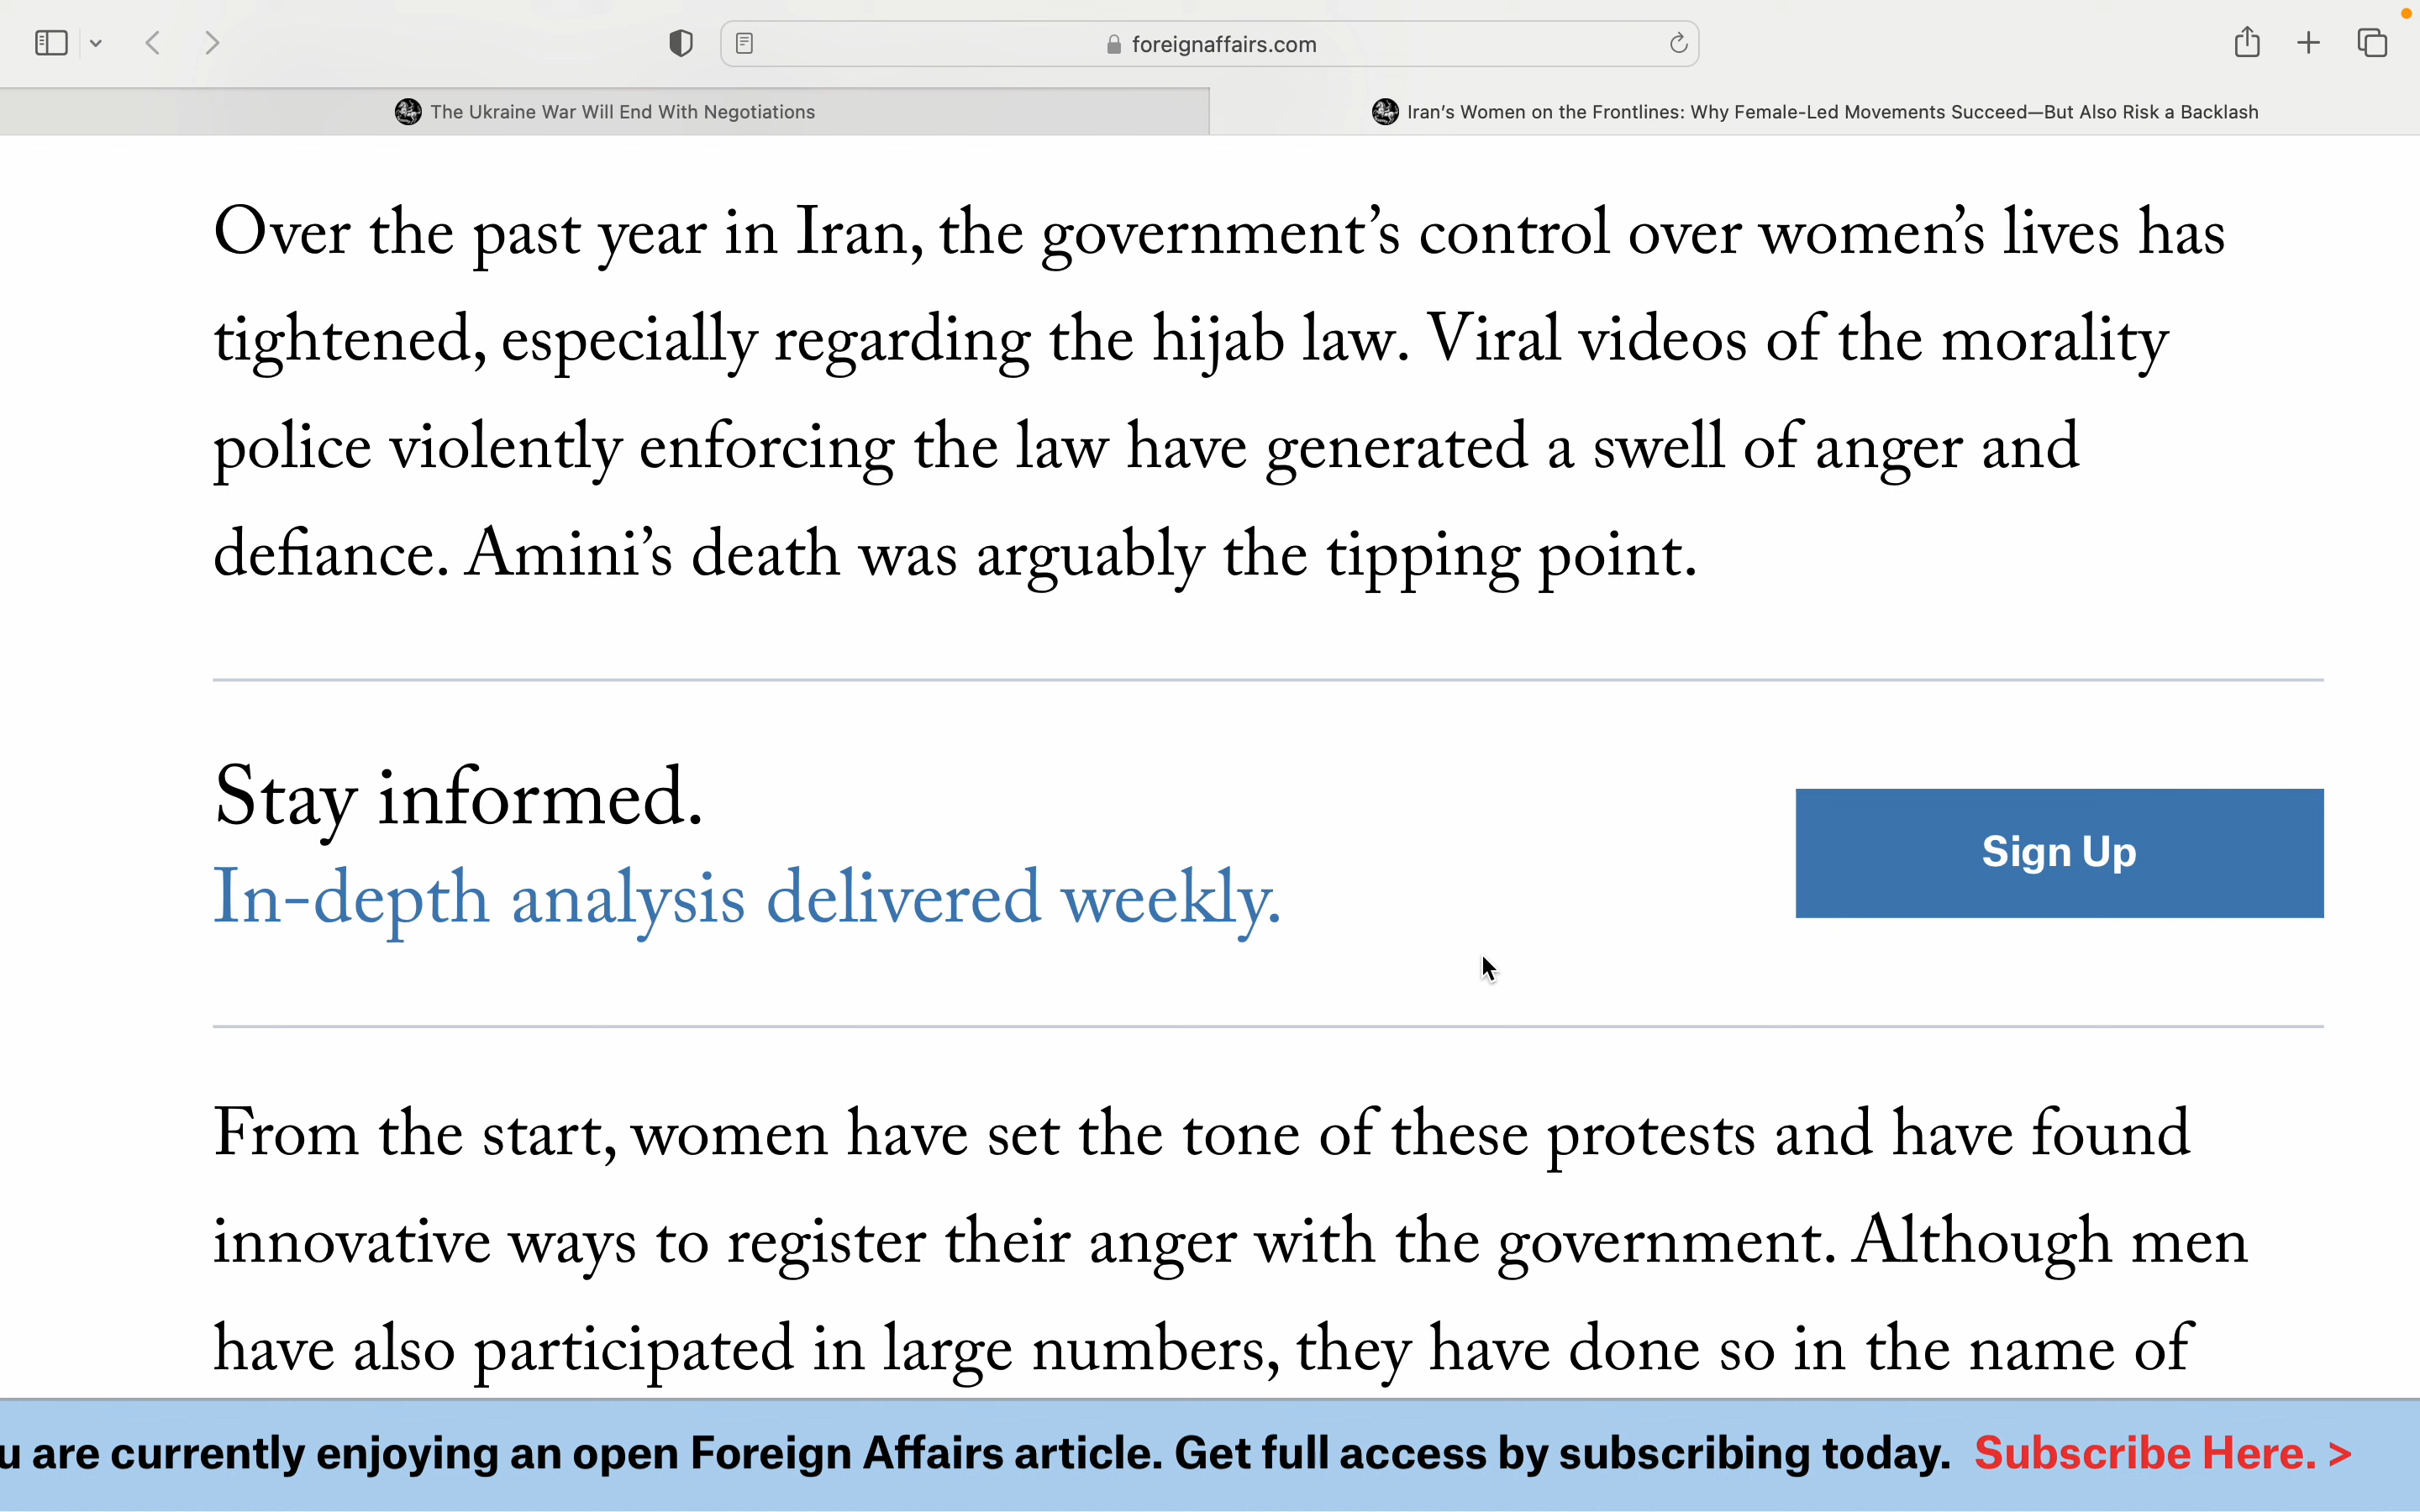 foreignaffairs.com
The Ukraine War Will End With Negotiations
Iran’s Women on the Frontlines: Why Female-Led Movements Succeed—But Also Risk a Backlash
Over the past year in Iran, the government’s control over women’s lives has
tightened, especially regarding the hijab law. Viral videos of the morality
police violently enforcing the law have generated a swell of anger and
defiance. Amini’s death was arguably the tipping point.
Stay informed.
In-depth analysis delivered weekly.
Sign Up
From the start, women have set the tone of these protests and have found
innovative ways to register their anger with the government. Although men
have also participated in large numbers, they have done so in the name of
u are currently enjoying an open Foreign Affairs article. Get full access by subscribing today. Subscribe Here. >